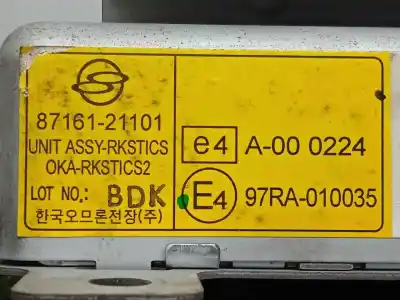 87161-21101
UNIT ASSY-RKSTICS
OKA-RKSTICS2
LOT NO.: BDK
한국오므론전장(주)
e4 A-00 0224
E4 97RA-010035